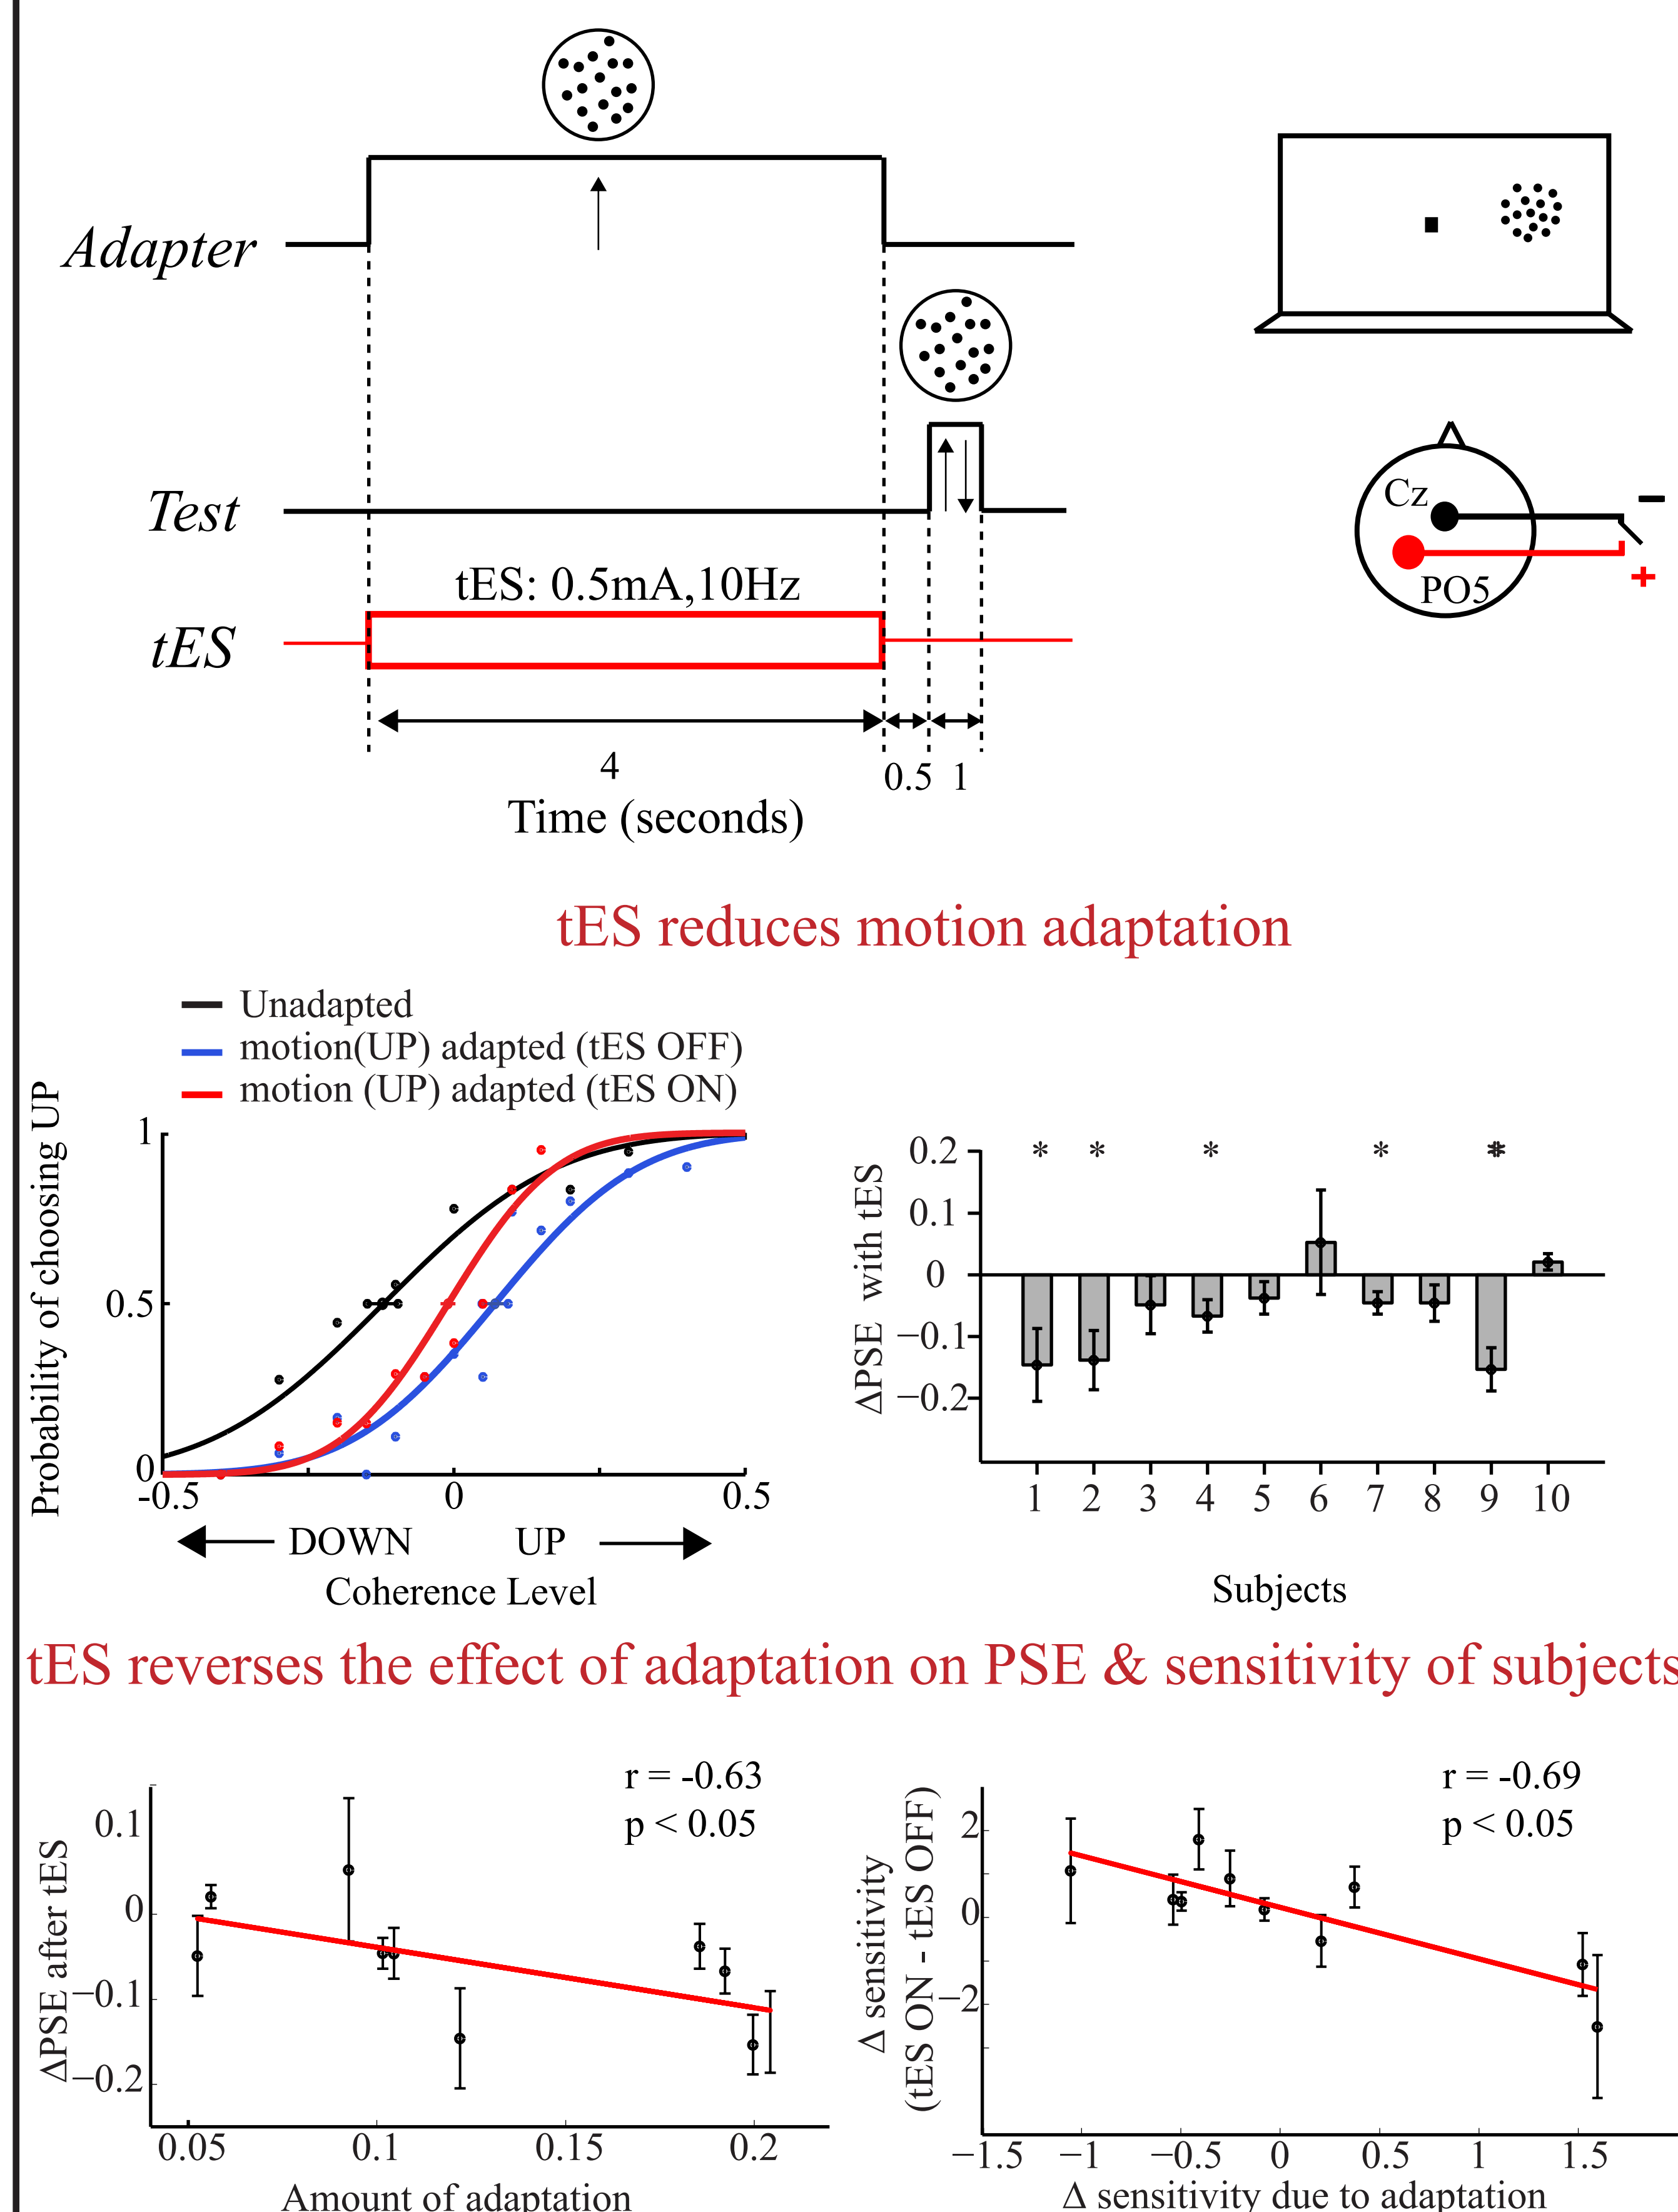 Adapter
Test
tES: 0.5mA,10Hz
tES
4
0.5 1
Time (seconds)
Cz
−
PO5
+
tES reduces motion adaptation
Unadapted
motion(UP) adapted (tES OFF)
motion (UP) adapted (tES ON)
Probability of choosing UP
1
0.5
0
-0.5 0 0.5
DOWN UP
Coherence Level
ΔPSE with tES
0.2
0.1
0
−0.1
−0.2
* * * * *
1 2 3 4 5 6 7 8 9 10
Subjects
tES reverses the effect of adaptation on PSE & sensitivity of subjects
r = -0.63
p < 0.05
ΔPSE after tES
0.1
0
−0.1
−0.2
0.05 0.1 0.15 0.2
Amount of adaptation
r = -0.69
p < 0.05
Δ sensitivity
(tES ON - tES OFF)
2
0
−2
−1.5 −1 −0.5 0 0.5 1 1.5
Δ sensitivity due to adaptation